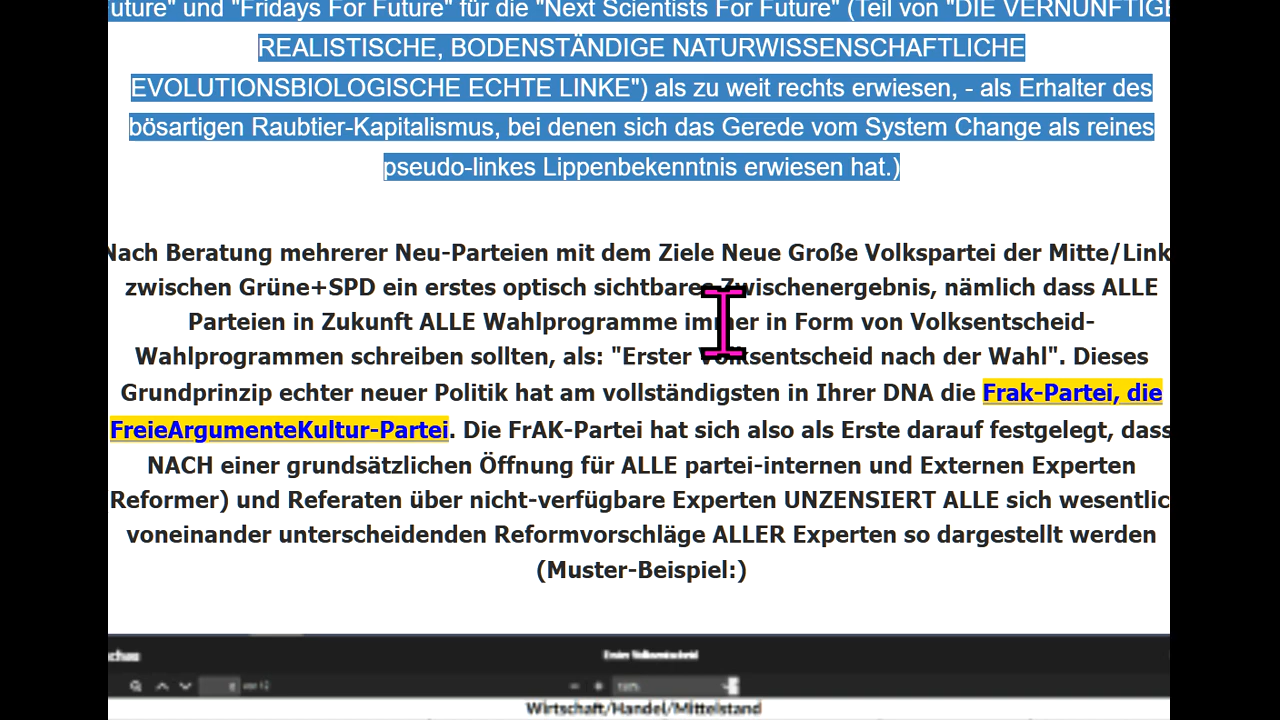 uture" und "Fridays For Future" für die "Next Scientists For Future" (Teil von "DIE VERNÜNFTIGE
REALISTISCHE, BODENSTÄNDIGE NATURWISSENSCHAFTLICHE
EVOLUTIONSBIOLOGISCHE ECHTE LINKE") als zu weit rechts erwiesen, - als Erhalter des
bösartigen Raubtier-Kapitalismus, bei denen sich das Gerede vom System Change als reines
pseudo-linkes Lippenbekenntnis erwiesen hat.)
Nach Beratung mehrerer Neu-Parteien mit dem Ziele Neue Große Volkspartei der Mitte/Link
zwischen Grüne+SPD ein erstes optisch sichtbares Zwischenergebnis, nämlich dass ALLE
Parteien in Zukunft ALLE Wahlprogramme immer in Form von Volksentscheid-
Wahlprogrammen schreiben sollten, als: "Erster Volksentscheid nach der Wahl". Dieses
Grundprinzip echter neuer Politik hat am vollständigsten in Ihrer DNA die Frak-Partei, die
FreieArgumenteKultur-Partei. Die FrAK-Partei hat sich also als Erste darauf festgelegt, dass
NACH einer grundsätzlichen Öffnung für ALLE partei-internen und Externen Experten
Reformer) und Referaten über nicht-verfügbare Experten UNZENSIERT ALLE sich wesentlic
voneinander unterscheidenden Reformvorschläge ALLER Experten so dargestellt werden
(Muster-Beispiel:)
Erster Volksentscheid
Wirtschaft/Handel/Mittelstand